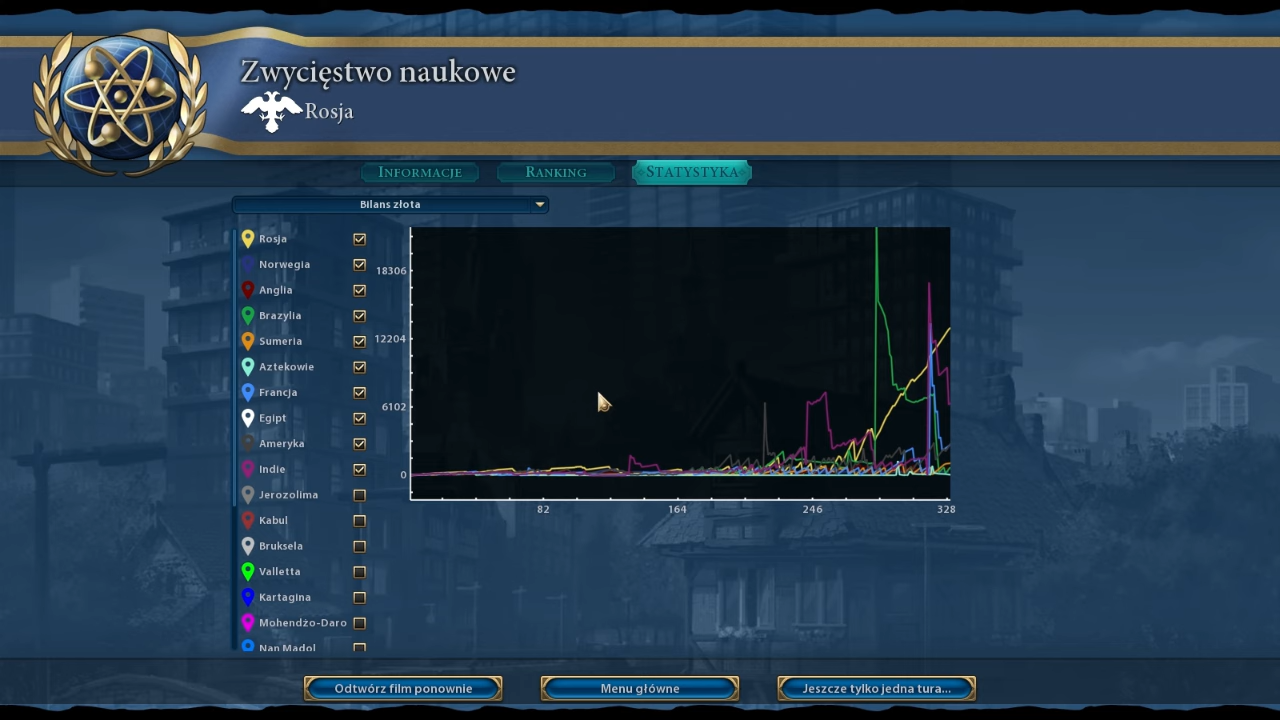 Zwycięstwo naukowe
Rosja
Informacje
Ranking
Statystyka
Bilans złota
Rosja
Norwegia
Anglia
Brazylia
Sumeria
Aztekowie
Francja
Egipt
Ameryka
Indie
Jerozolima
Kabul
Bruksela
Valletta
Kartagina
Mohendżo-Daro
Nan Madol
18306
12204
6102
0
82 164 246 328
Odtwórz film ponownie
Menu główne
Jeszcze tylko jedna tura...